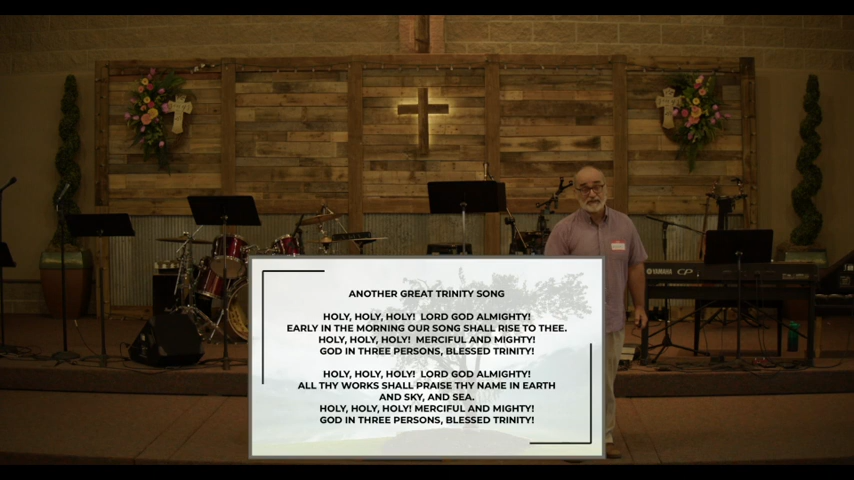 ANOTHER GREAT TRINITY SONG
HOLY, HOLY, HOLY!  LORD GOD ALMIGHTY!
EARLY IN THE MORNING OUR SONG SHALL RISE TO THEE.
HOLY, HOLY, HOLY!  MERCIFUL AND MIGHTY!
GOD IN THREE PERSONS, BLESSED TRINITY!
HOLY, HOLY, HOLY!  LORD GOD ALMIGHTY!
ALL THY WORKS SHALL PRAISE THY NAME IN EARTH
AND SKY, AND SEA.
HOLY, HOLY, HOLY! MERCIFUL AND MIGHTY!
GOD IN THREE PERSONS, BLESSED TRINITY!
YAMAHA CP